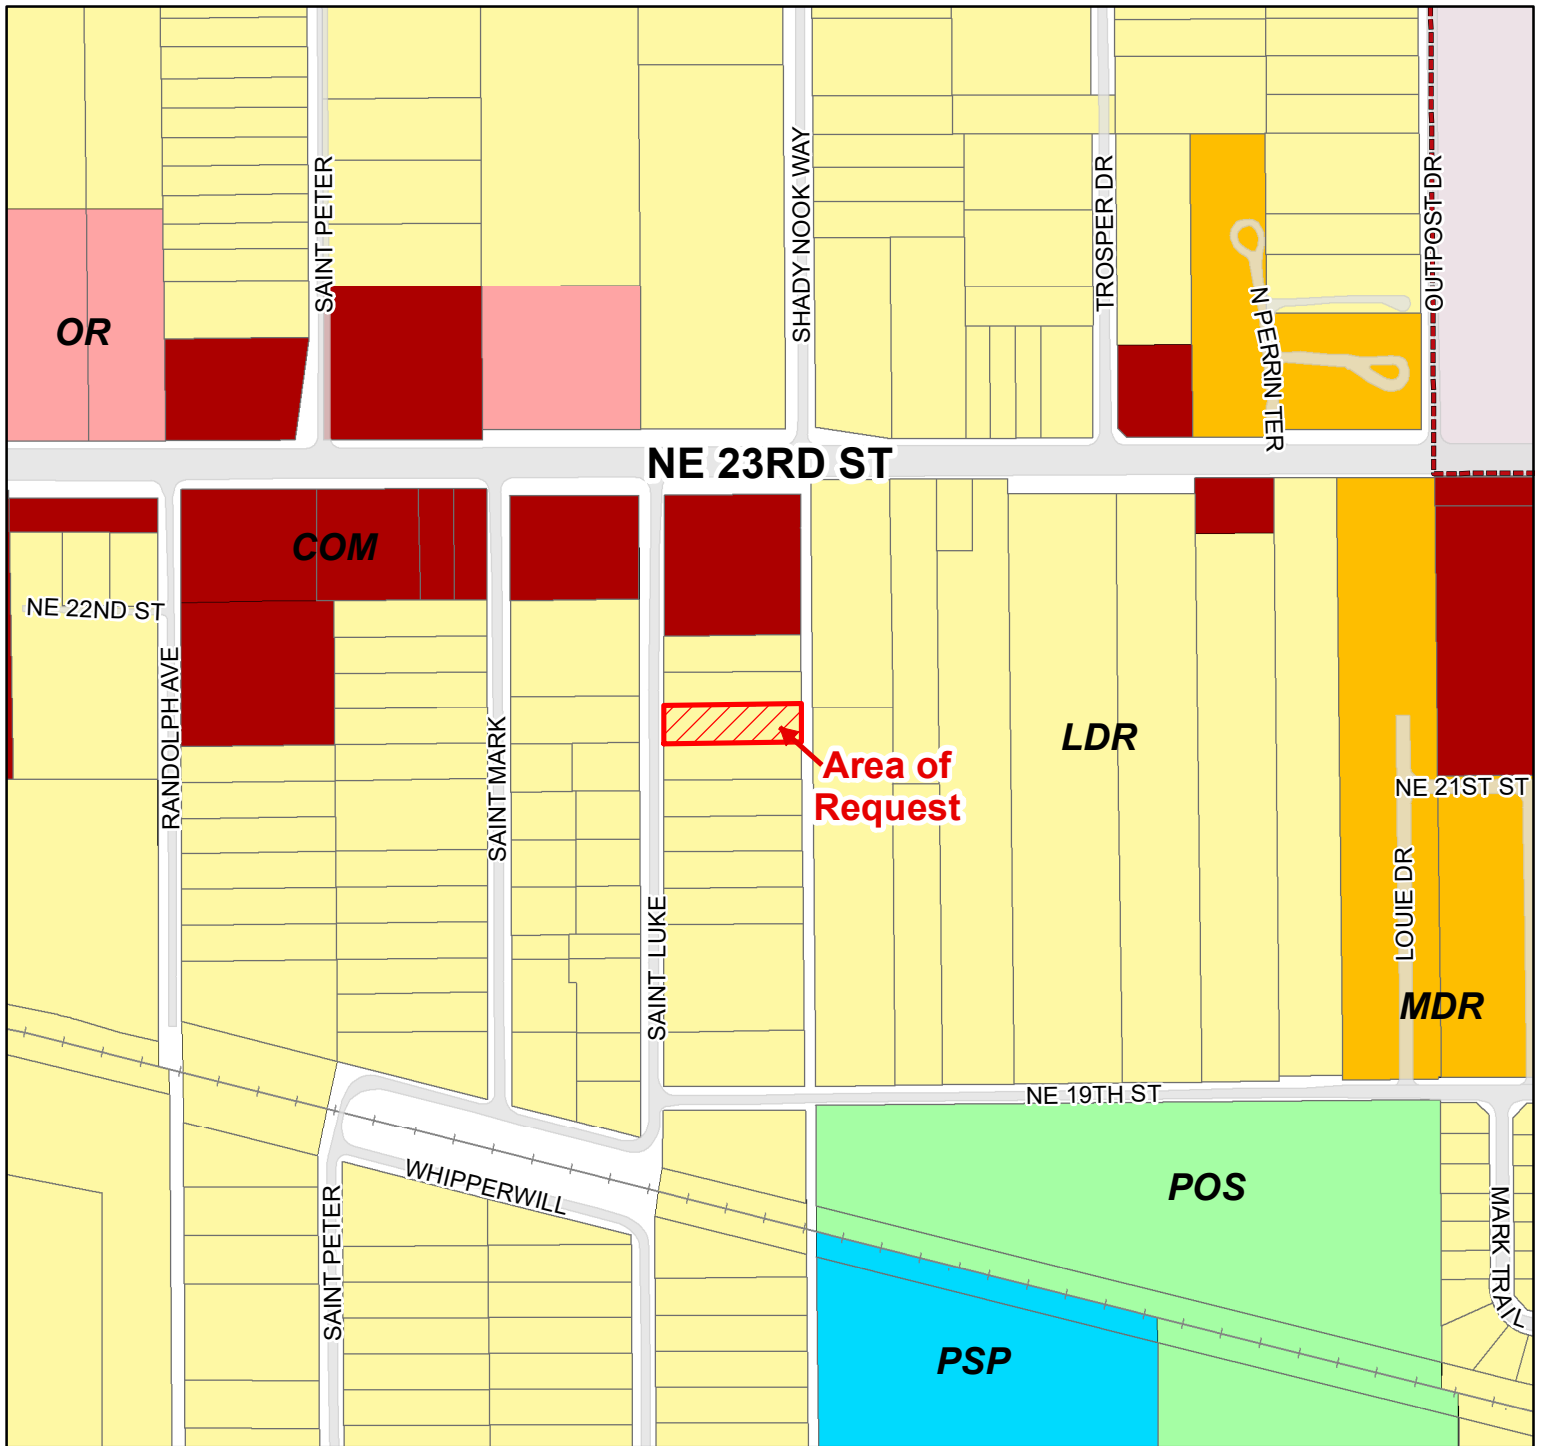 SAINT PETER
SHADY NOOK WAY
TROSPER DR
OUTPOST DR
OR
N PERRIN TER
NE 23RD ST
COM
NE 22ND ST
RANDOLPH AVE
SAINT MARK
LDR
Area of
Request
NE 21ST ST
SAINT LUKE
LOUIE DR
MDR
NE 19TH ST
WHIPPERWILL
POS
SAINT PETER
MARK TRAIL
PSP